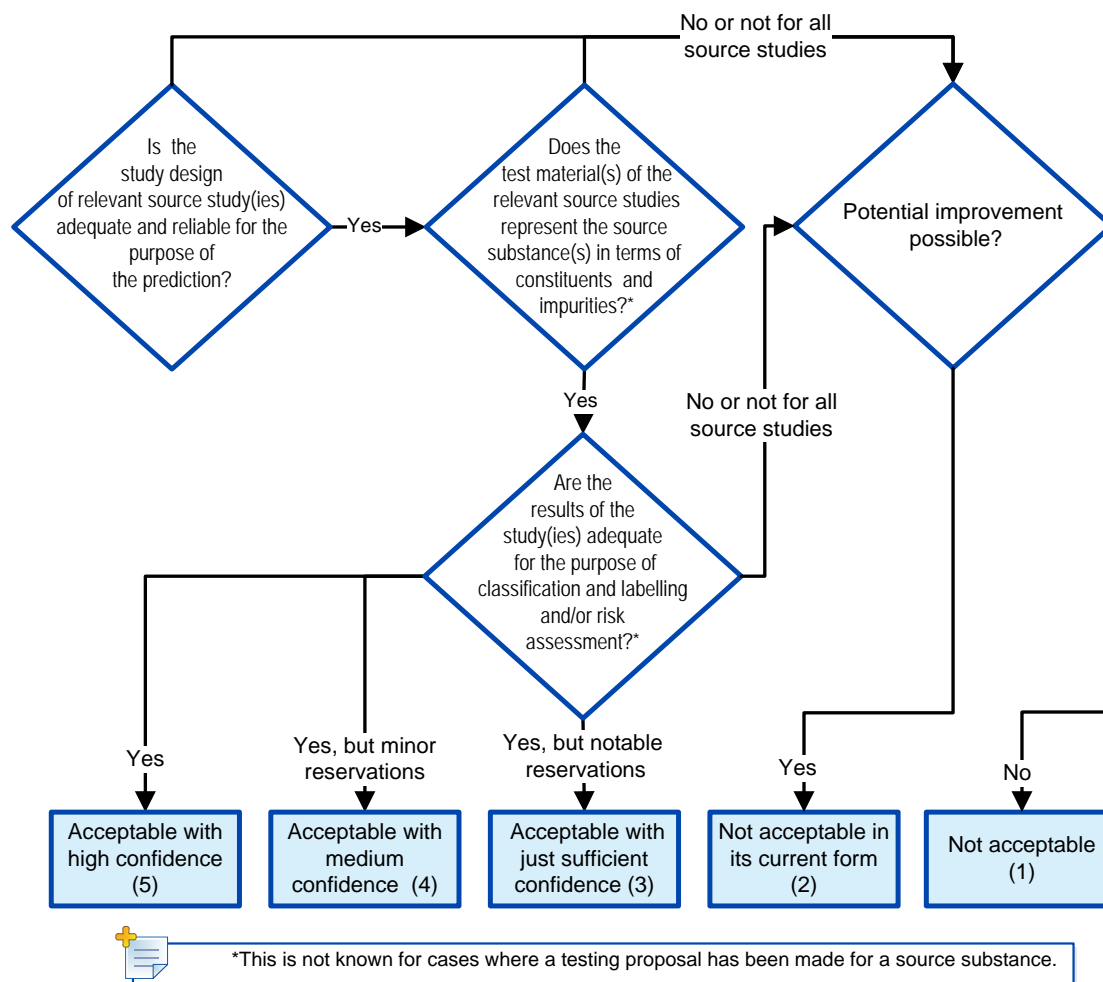 No or not for all
source studies
Is the
study design
of relevant source study(ies)
adequate and reliable for the
purpose of
the prediction?
Yes
Does the
test material(s) of the
relevant source studies
represent the source
substance(s) in terms of
constituents and
impurities?*
Potential improvement
possible?
Yes
No or not for all
source studies
Are the
results of the
study(ies) adequate
for the purpose of
classification and labelling
and/or risk
assessment?*
Yes
Yes, but minor
reservations
Yes, but notable
reservations
Yes
No
Acceptable with
high confidence
(5)
Acceptable with
medium
confidence (4)
Acceptable with
just sufficient
confidence (3)
Not acceptable in
its current form
(2)
Not acceptable
(1)
*This is not known for cases where a testing proposal has been made for a source substance.